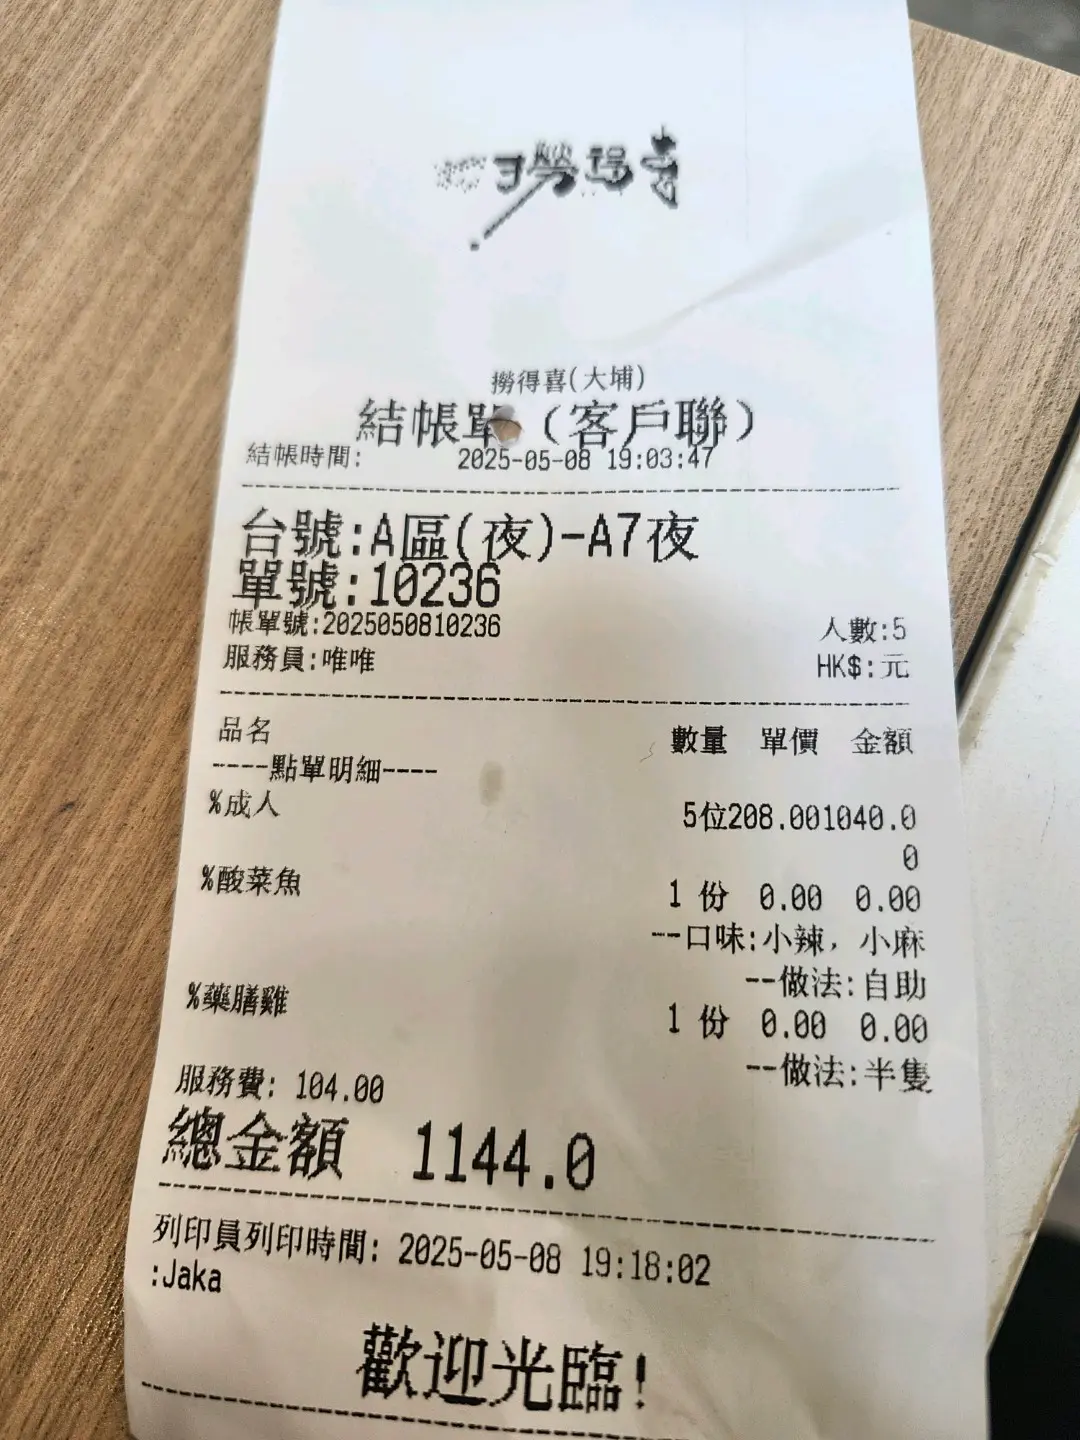 撈得喜
撈得喜(大埔)
結帳單(客戶聯)
結帳時間: 2025-05-08 19:03:47
台號:A區(夜)-A7夜
單號:10236
帳單號:2025050810236 人數:5
服務員:唯唯 HK$:元
品名 數量 單價 金額
----點單明細----
%成人 5位208.001040.0
0
%酸菜魚 1 份 0.00 0.00
--口味:小辣，小麻
--做法:自助
%藥膳雞 1 份 0.00 0.00
--做法:半隻
服務費: 104.00
總金額 1144.0
列印員列印時間: 2025-05-08 19:18:02
:Jaka
歡迎光臨!